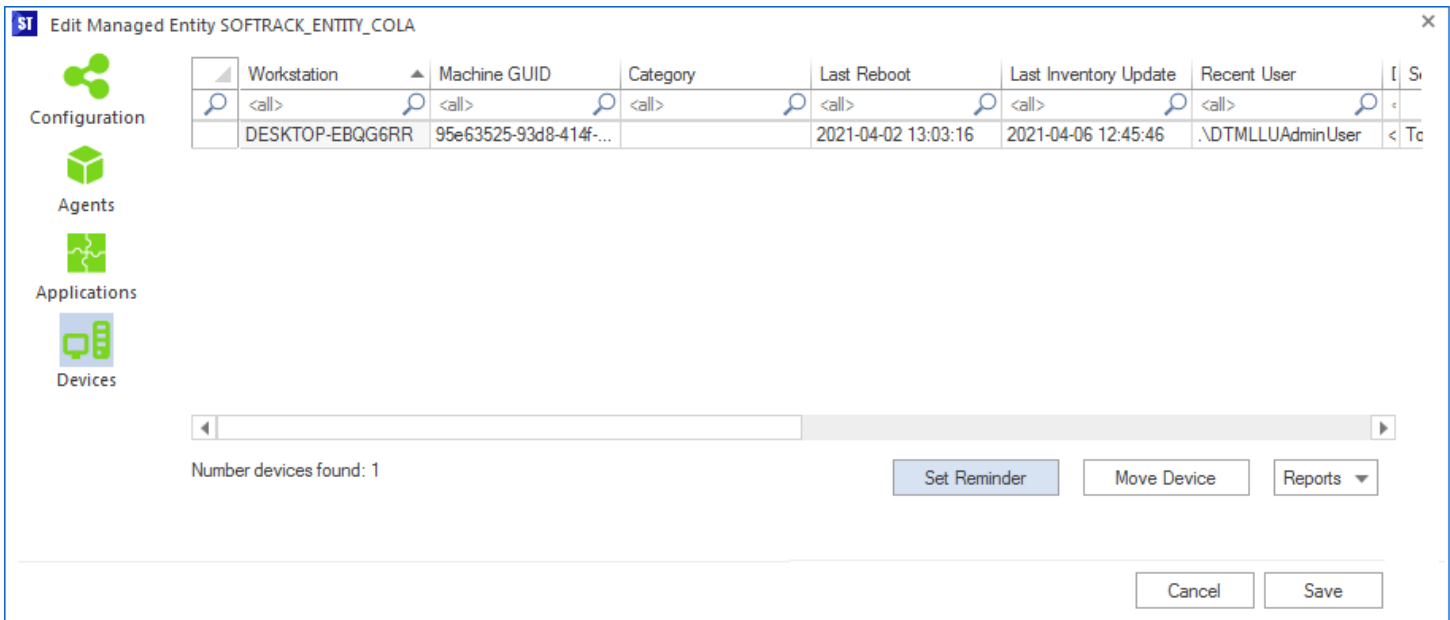 ST Edit Managed Entity SOFTRACK_ENTITY_COLA
Configuration
Agents
Applications
Devices
Workstation Machine GUID Category Last Reboot Last Inventory Update Recent User
<all> <all> <all> <all> <all> <all>
DESKTOP-EBQG6RR 95e63525-93d8-414f-... 2021-04-02 13:03:16 2021-04-06 12:45:46 .\DTMLLUAdminUser
Number devices found: 1
Set Reminder Move Device Reports
Cancel Save